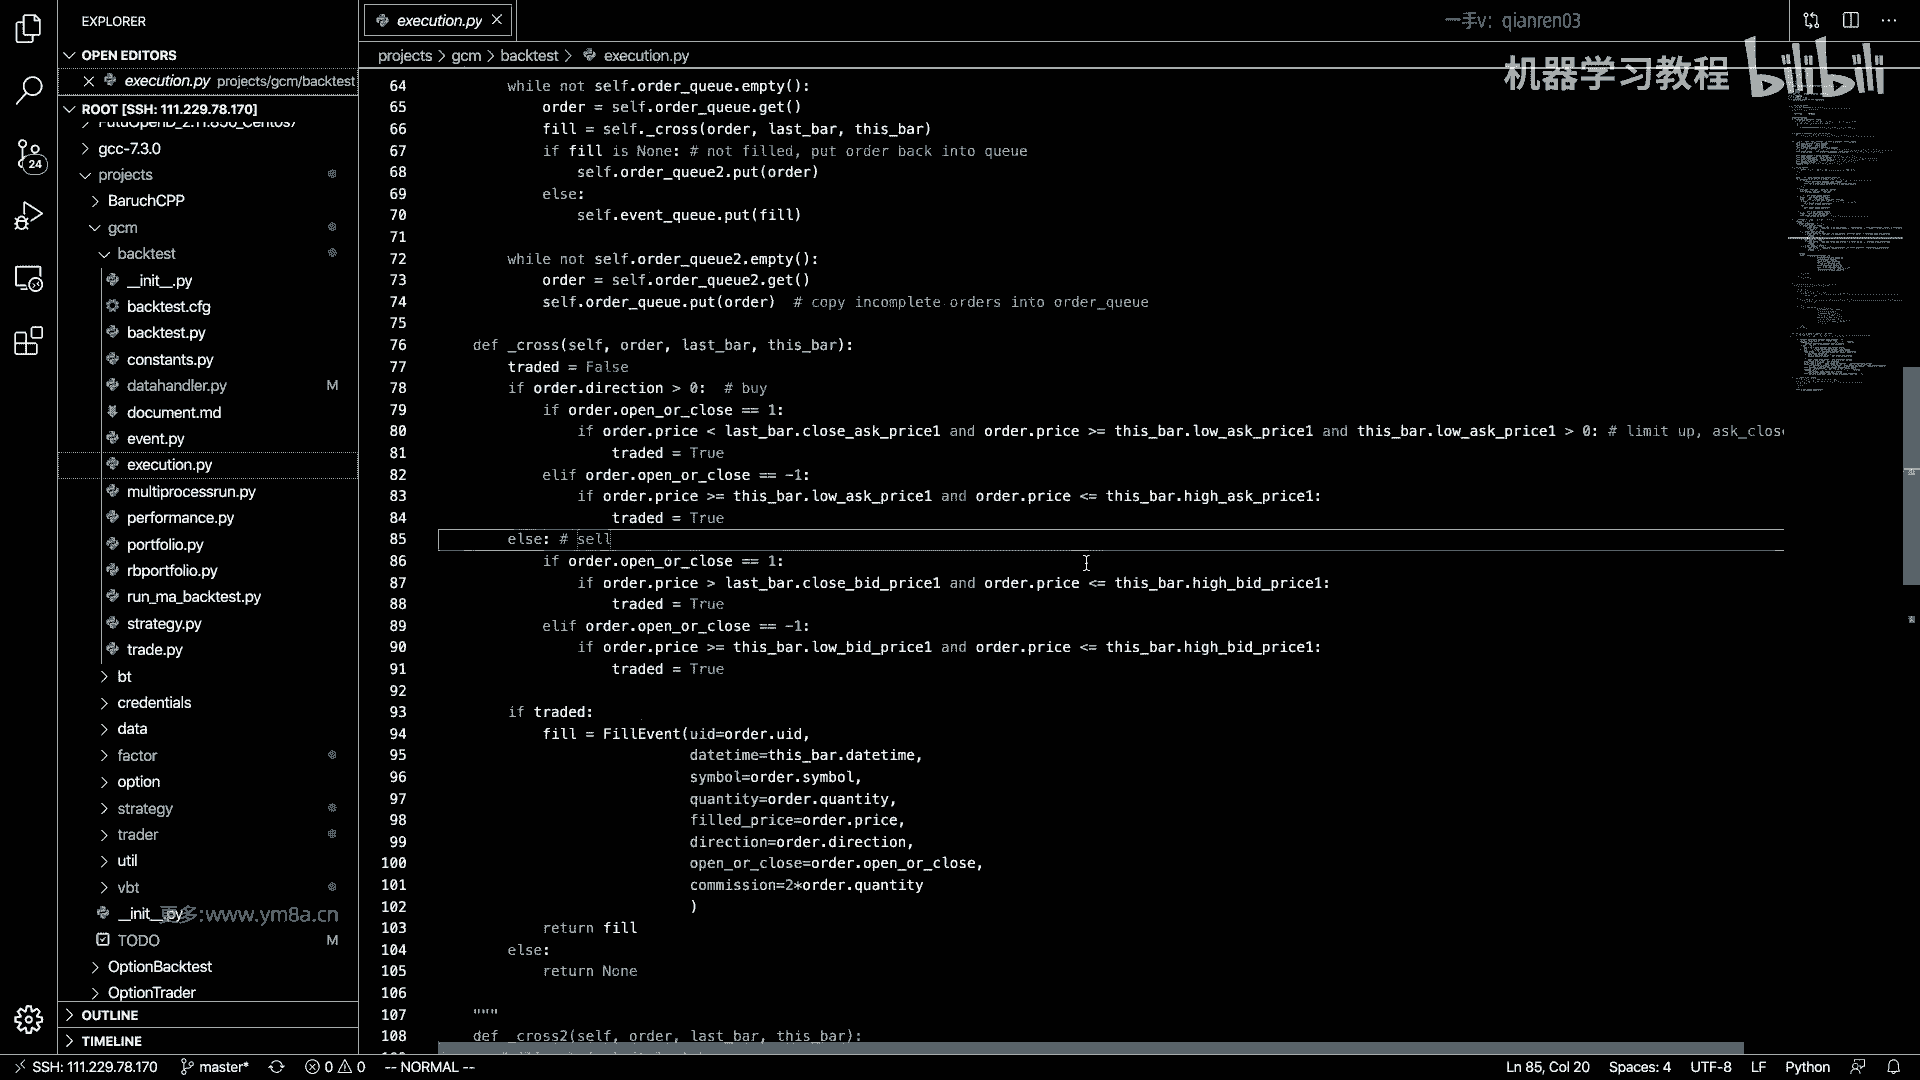 EXPLORER
execution.py
一手v: qianren03
OPEN EDITORS
execution.py projects/gcm/backtest
projects > gcm > backtest > execution.py
机器学习教程 bilibili
ROOT [SSH: 111.229.78.170]
gcc-7.3.0
projects
BaruchCPP
gcm
backtest
__init__.py
backtest.cfg
backtest.py
constants.py
datahandler.py M
document.md
event.py
execution.py
multiprocessrun.py
performance.py
portfolio.py
rbportfolio.py
run_ma_backtest.py
strategy.py
trade.py
bt
credentials
data
factor
option
strategy
trader
util
vbt
__init__.py
更多:www.ym8a.cn
TODO M
OptionBacktest
OptionTrader
OUTLINE
TIMELINE
24
64 while not self.order_queue.empty():
65 order = self.order_queue.get()
66 fill = self._cross(order, last_bar, this_bar)
67 if fill is None: # not filled, put order back into queue
68 self.order_queue2.put(order)
69 else:
70 self.event_queue.put(fill)
71
72 while not self.order_queue2.empty():
73 order = self.order_queue2.get()
74 self.order_queue.put(order) # copy incomplete orders into order_queue
75
76 def _cross(self, order, last_bar, this_bar):
77 traded = False
78 if order.direction > 0: # buy
79 if order.open_or_close == 1:
80 if order.price < last_bar.close_ask_price1 and order.price >= this_bar.low_ask_price1 and this_bar.low_ask_price1 > 0: # limit up, ask_clos
81 traded = True
82 elif order.open_or_close == -1:
83 if order.price >= this_bar.low_ask_price1 and order.price <= this_bar.high_ask_price1:
84 traded = True
85 else: # sell
86 if order.open_or_close == 1:
87 if order.price > last_bar.close_bid_price1 and order.price <= this_bar.high_bid_price1:
88 traded = True
89 elif order.open_or_close == -1:
90 if order.price >= this_bar.low_bid_price1 and order.price <= this_bar.high_bid_price1:
91 traded = True
92
93 if traded:
94 fill = FillEvent(uid=order.uid,
95 datetime=this_bar.datetime,
96 symbol=order.symbol,
97 quantity=order.quantity,
98 filled_price=order.price,
99 direction=order.direction,
100 open_or_close=order.open_or_close,
101 commission=2*order.quantity
102 )
103 return fill
104 else:
105 return None
106
107 """
108 def _cross2(self, order, last_bar, this_bar):
SSH: 111.229.78.170 master* 0 0 -- NORMAL -- Ln 85, Col 20 Spaces: 4 UTF-8 LF Python